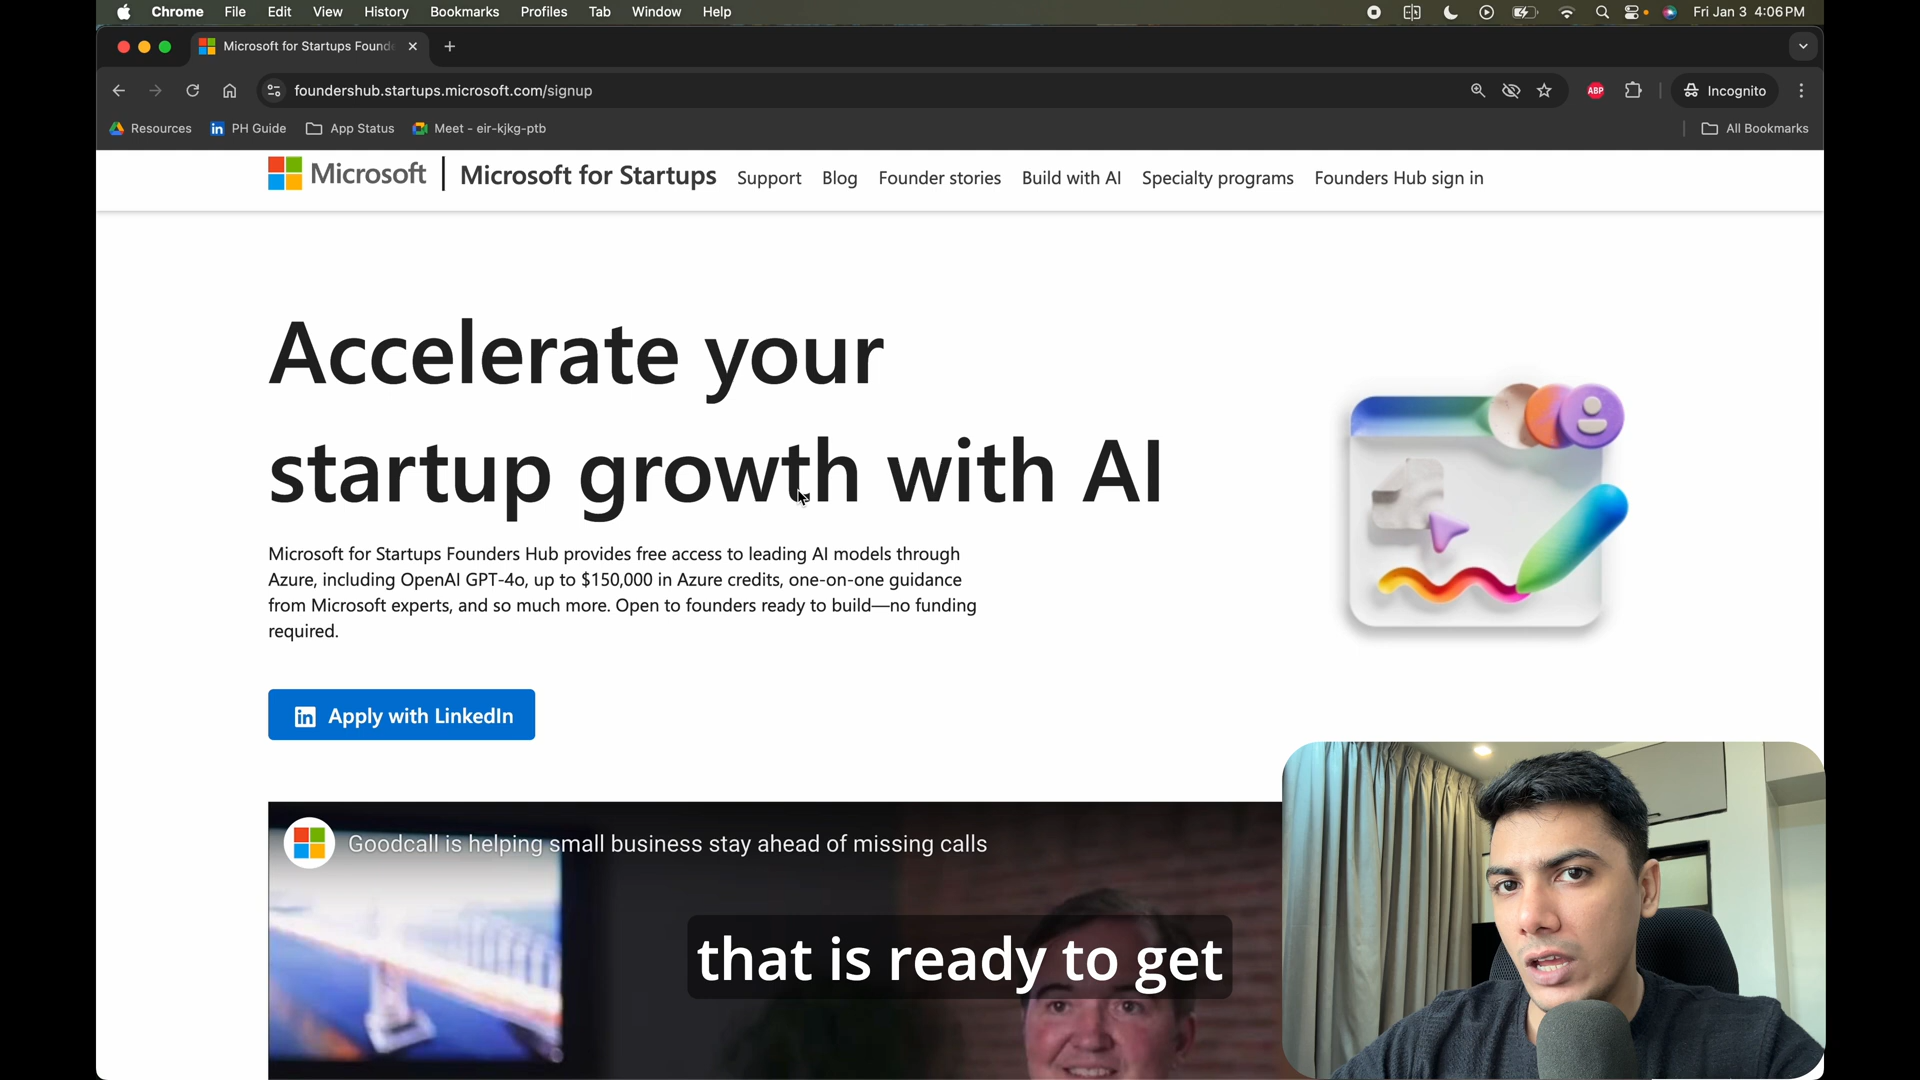 Chrome File Edit View History Bookmarks Profiles Tab Window Help Fri Jan 3 4:06 PM
Microsoft for Startups Found
foundershub.startups.microsoft.com/signup ABP Incognito
Resources in PH Guide App Status Meet - eir-kjkg-ptb All Bookmarks
Microsoft | Microsoft for Startups Support Blog Founder stories Build with AI Specialty programs Founders Hub sign in
Accelerate your
startup growth with AI
Microsoft for Startups Founders Hub provides free access to leading AI models through
Azure, including OpenAI GPT-4o, up to $150,000 in Azure credits, one-on-one guidance
from Microsoft experts, and so much more. Open to founders ready to build—no funding
required.
in Apply with LinkedIn
Goodcall is helping small business stay ahead of missing calls
that is ready to get